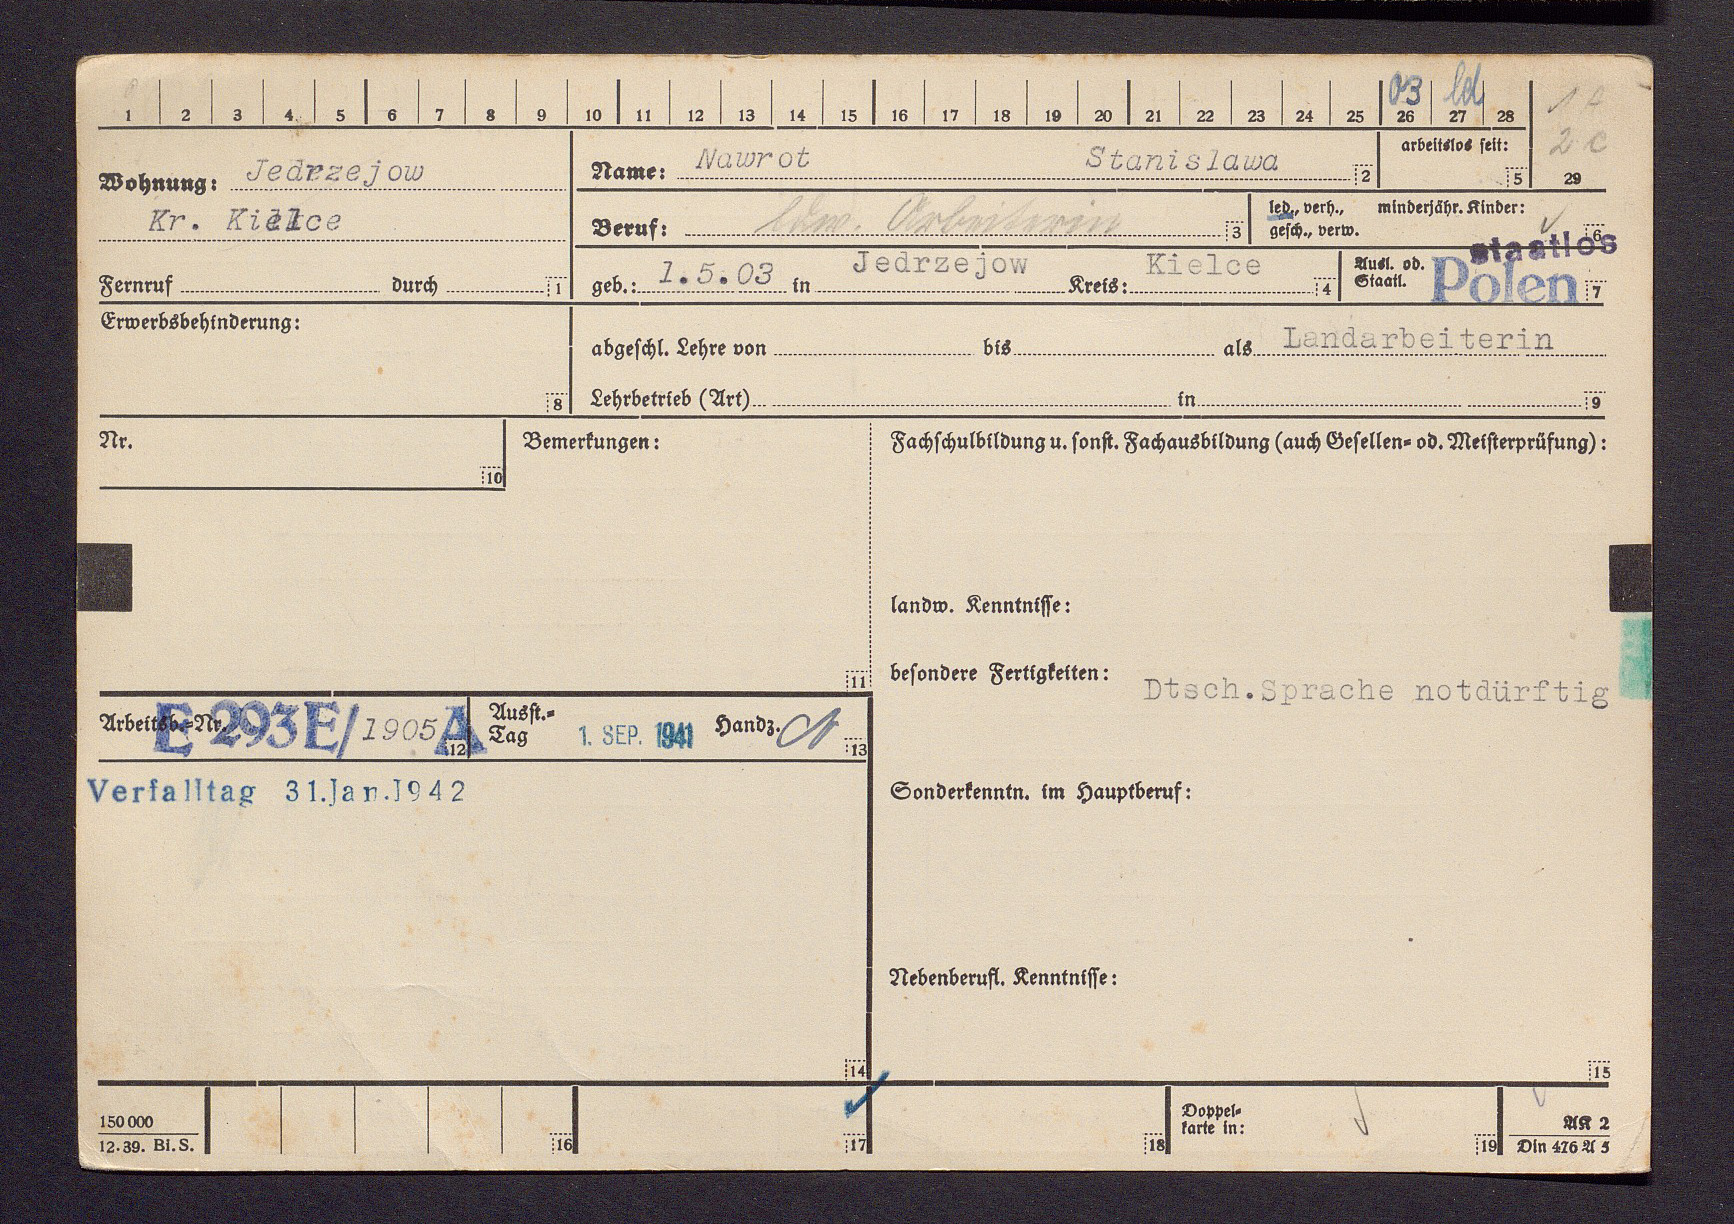 03 ld
1 2 3 4 5 6 7 8 9 10 11 12 13 14 15 16 17 18 19 20 21 22 23 24 25 26 27 28
2 c
29
Wohnung: Jedrzejow
Kr. Kielce
Fernruf durch 1
Name: Nawrot Stanislawa 2
arbeitslos seit: 5
Beruf: ldw. Arbeiterin 3
led., verh., minderjähr. Kinder:
gesch., verw. 6
geb.: 1.5.03 in Jedrzejow Kreis: Kielce 4
Ausl. od. staatlos
Staatl. Polen 7
Erwerbsbehinderung: 8
abgeschl. Lehre von bis als Landarbeiterin
Lehrbetrieb (Art) in 9
Nr. 10
Bemerkungen: 11
Fachschulbildung u. sonst. Fachausbildung (auch Gesellen- od. Meisterprüfung):
landw. Kenntnisse:
besondere Fertigkeiten: Dtsch.Sprache notdürftig
Arbeitsb.-Nr. E 293E/1905 A 12
Ausst.-
Tag 1. SEP. 1941 Handz. 13
Verfalltag 31.Jan.1942
14
Sonderkenntn. im Hauptberuf:
Nebenberufl. Kenntnisse:
15
150 000
12. 39. Bi. S.
16 17 18
Doppel-
karte in: 19
AK 2
Din 476 A 5